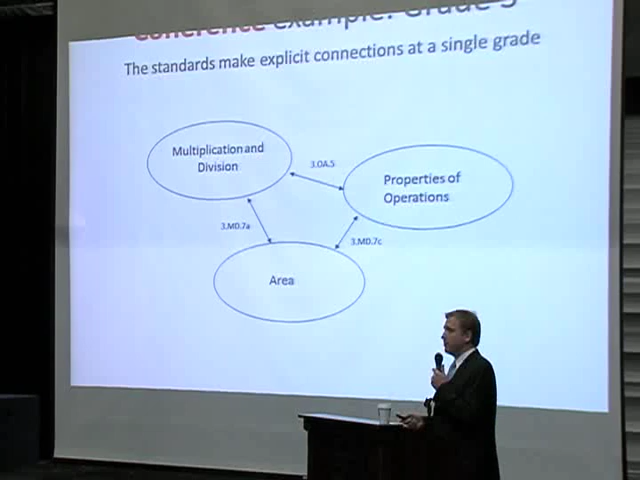 Coherence example: Grade 3
The standards make explicit connections at a single grade
Multiplication and
Division
3.OA.5
Properties of
Operations
3.MD.7a
3.MD.7c
Area